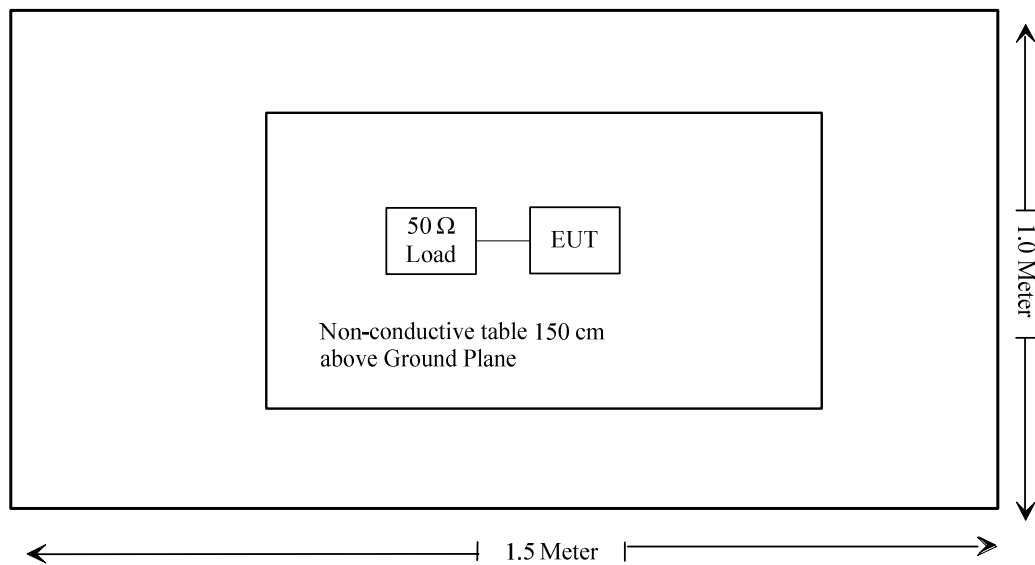 50 Ω
Load
EUT
Non-conductive table 150 cm
above Ground Plane
1.0 Meter
1.5 Meter